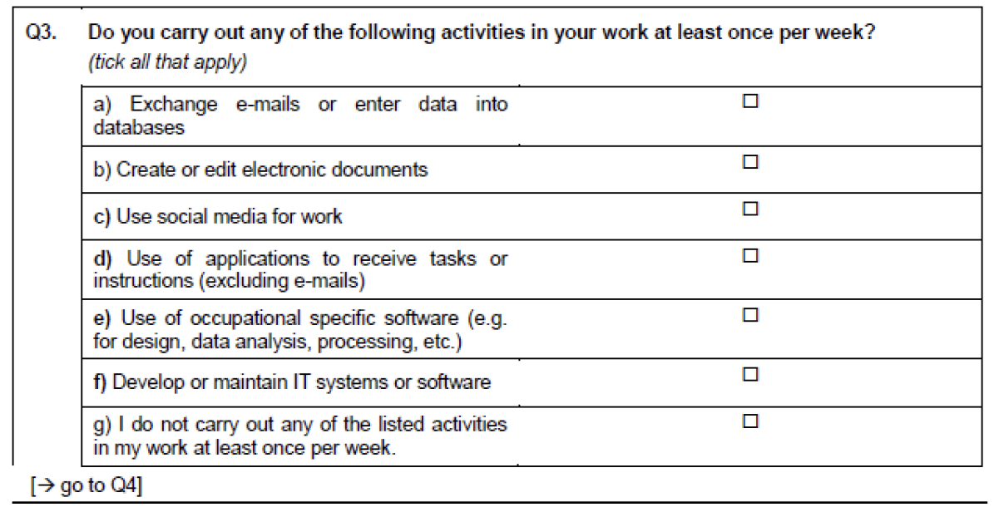 Q3. Do you carry out any of the following activities in your work at least once per week?
(tick all that apply)
a) Exchange e-mails or enter data into
databases
☐
b) Create or edit electronic documents
☐
c) Use social media for work
☐
d) Use of applications to receive tasks or
instructions (excluding e-mails)
☐
e) Use of occupational specific software (e.g.
for design, data analysis, processing, etc.)
☐
f) Develop or maintain IT systems or software
☐
g) I do not carry out any of the listed activities
in my work at least once per week.
☐
[→ go to Q4]